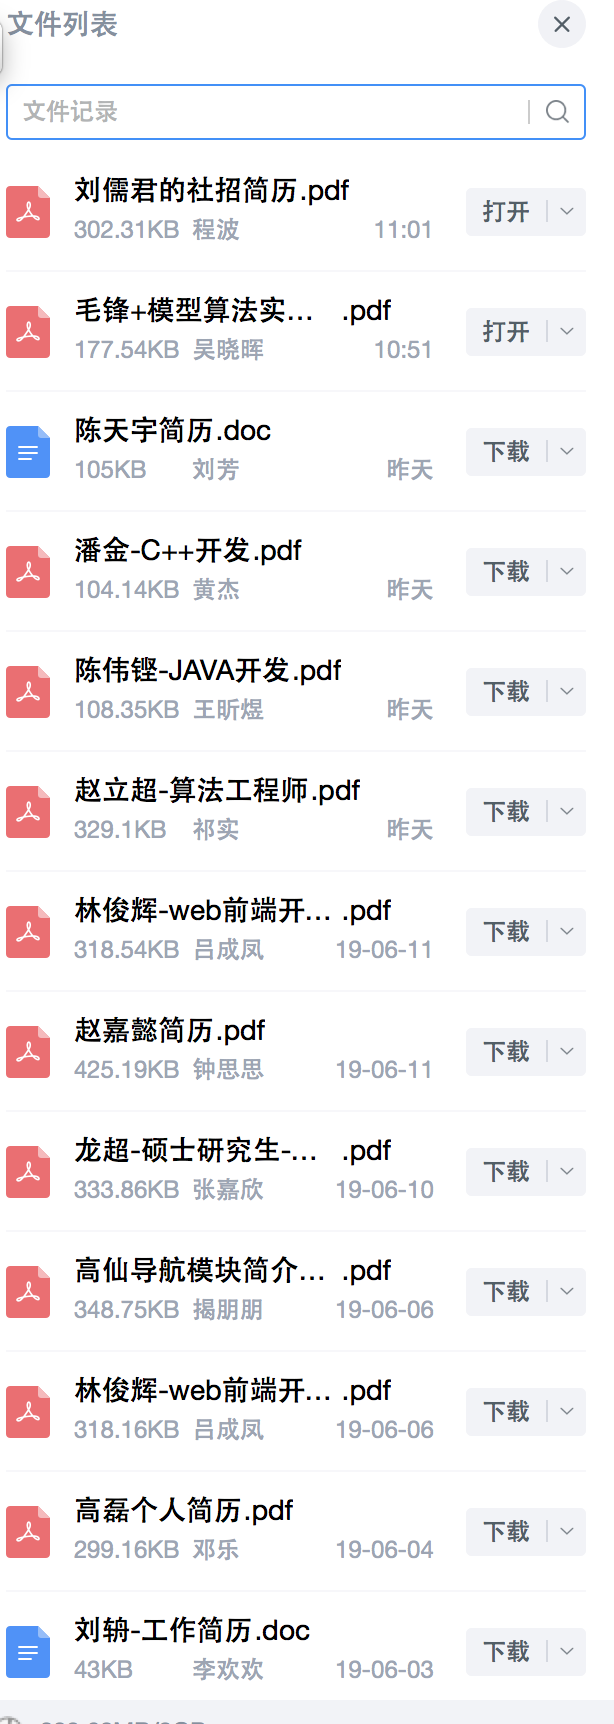 文件列表
文件记录
刘儒君的社招简历.pdf
302.31KB 程波 11:01
打开
毛锋+模型算法实... .pdf
177.54KB 吴晓晖 10:51
打开
陈天宇简历.doc
105KB 刘芳 昨天
下载
潘金-C++开发.pdf
104.14KB 黄杰 昨天
下载
陈伟铿-JAVA开发.pdf
108.35KB 王昕煜 昨天
下载
赵立超-算法工程师.pdf
329.1KB 祁实 昨天
下载
林俊辉-web前端开... .pdf
318.54KB 吕成凤 19-06-11
下载
赵嘉懿简历.pdf
425.19KB 钟思思 19-06-11
下载
龙超-硕士研究生-... .pdf
333.86KB 张嘉欣 19-06-10
下载
高仙导航模块简介... .pdf
348.75KB 揭朋朋 19-06-06
下载
林俊辉-web前端开... .pdf
318.16KB 吕成凤 19-06-06
下载
高磊个人简历.pdf
299.16KB 邓乐 19-06-04
下载
刘軜-工作简历.doc
43KB 李欢欢 19-06-03
下载